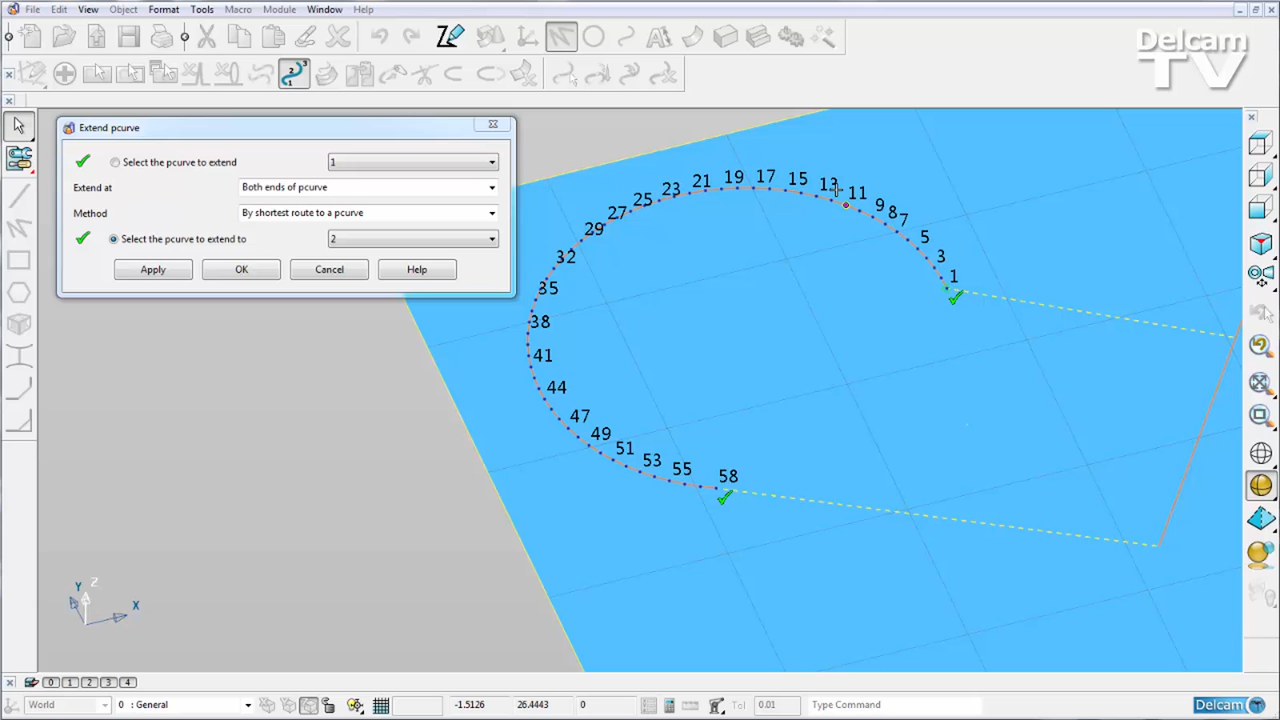 File Edit View Object Format Tools Macro Module Window Help
Delcam
TV
Extend pcurve
Select the pcurve to extend 1
Extend at Both ends of pcurve
Method By shortest route to a pcurve
Select the pcurve to extend to 2
Apply OK Cancel Help
1
3
5
7
8
9
11
13
15
17
19
21
23
25
27
29
32
35
38
41
44
47
49
51
53
55
58
Y Z
X
0 1 2 3 4
World 0 : General -1.5126 26.4443 0 Tol 0.01 Type Command Delcam